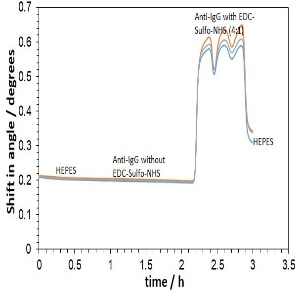 0.7
Anti-IgG with EDC-
Sulfo-NHS (4:1)
0.6
0.5
0.4
0.3
HEPES
Anti-IgG without
EDC-Sulfo-NHS
HEPES
0.2
0.1
0
0 0.5 1 1.5 2 2.5 3 3.5
Shift in angle / degrees
time / h